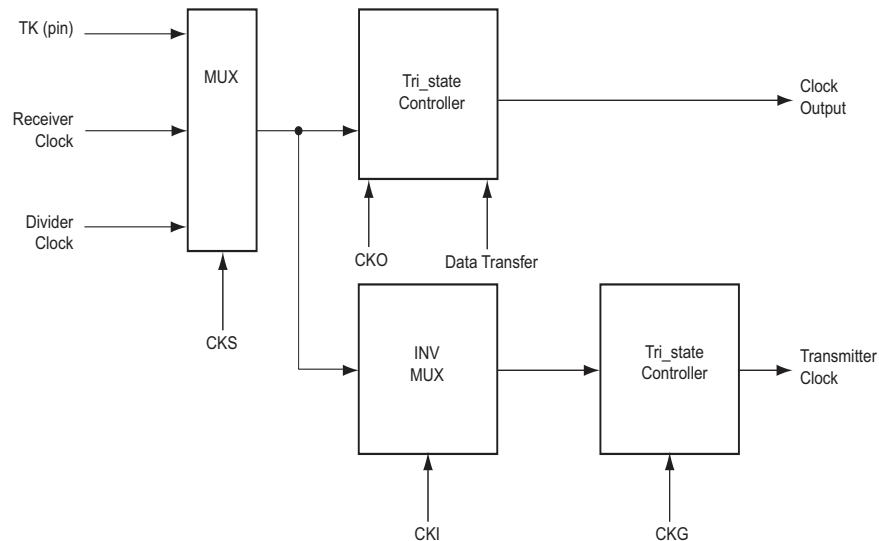 TK (pin)
MUX
Tri_state
Controller
Clock
Output
Receiver
Clock
Divider
Clock
CKO
Data Transfer
CKS
INV
MUX
Tri_state
Controller
Transmitter
Clock
CKI
CKG